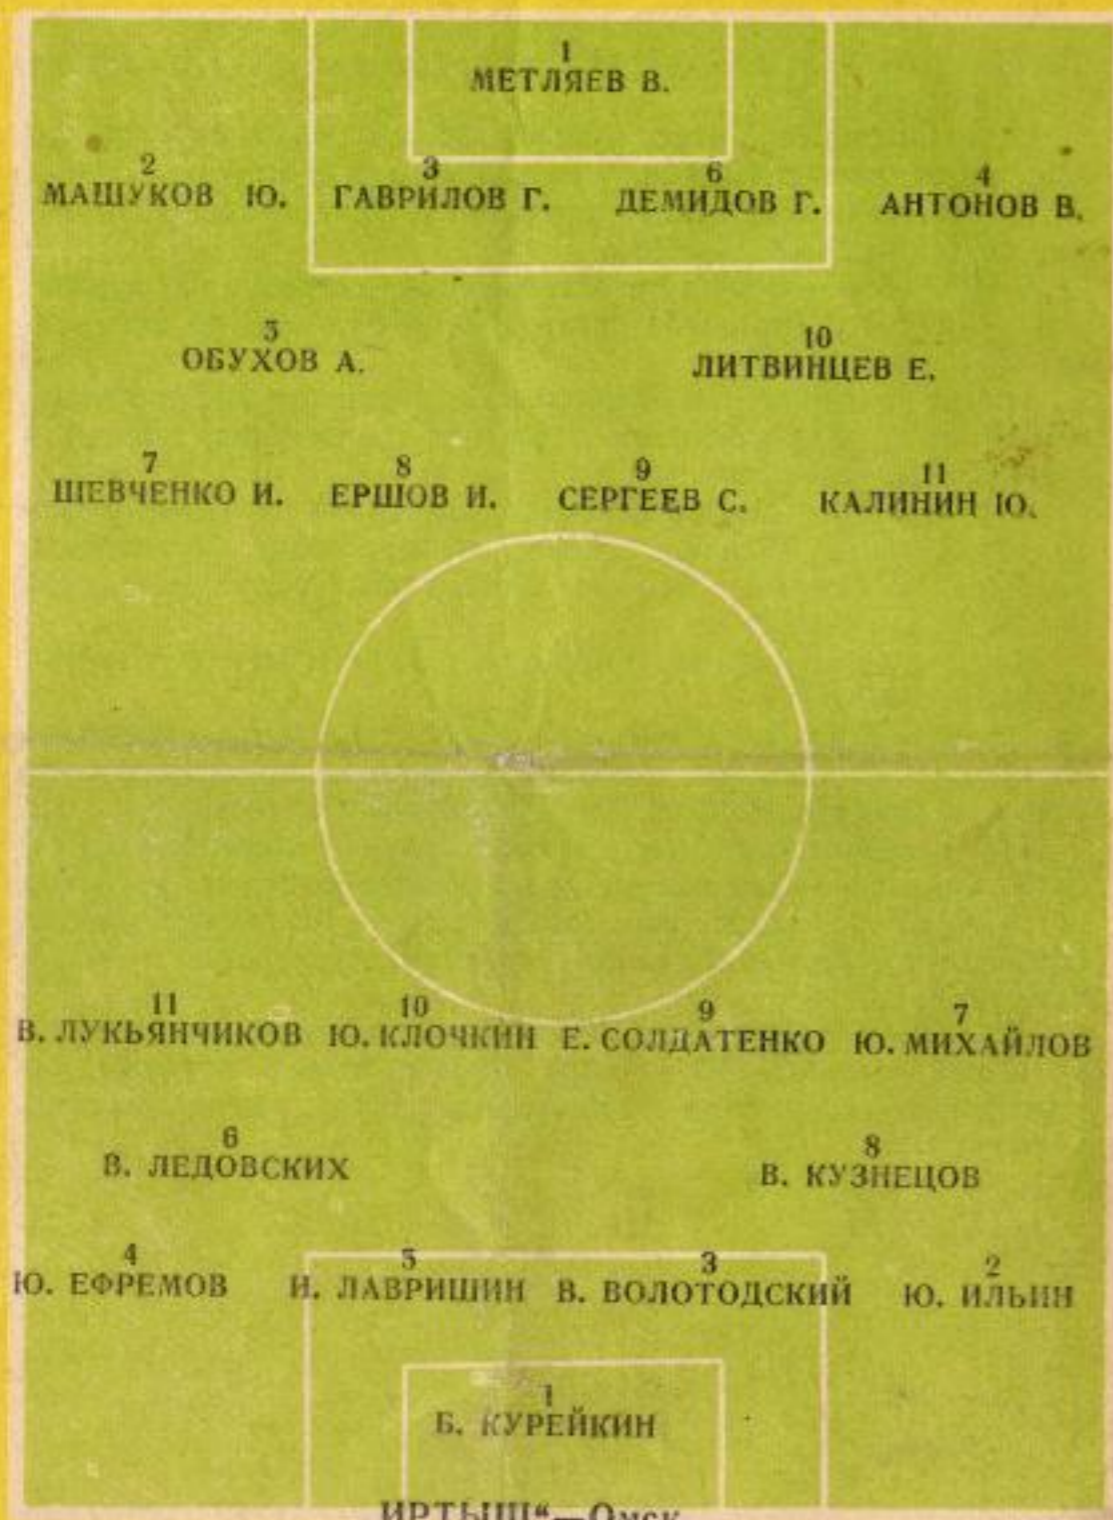 1
МЕТЛЯЕВ В.
2 3 6 4
МАШУКОВ Ю. ГАВРИЛОВ Г. ДЕМИДОВ Г. АНТОНОВ В.
5 10
ОБУХОВ А. ЛИТВИНЦЕВ Е.
7 8 9 11
ШЕВЧЕНКО И. ЕРШОВ И. СЕРГЕЕВ С. КАЛИНИН Ю.
11 10 9 7
В. ЛУКЬЯНЧИКОВ Ю. КЛОЧКИН Е. СОЛДАТЕНКО Ю. МИХАЙЛОВ
6 8
В. ЛЕДОВСКИХ В. КУЗНЕЦОВ
4 5 3 2
Ю. ЕФРЕМОВ И. ЛАВРИШИН В. ВОЛОТОДСКИЙ Ю. ИЛЬИН
1
Б. КУРЕЙКИН
ИРТЫШ“—Омск